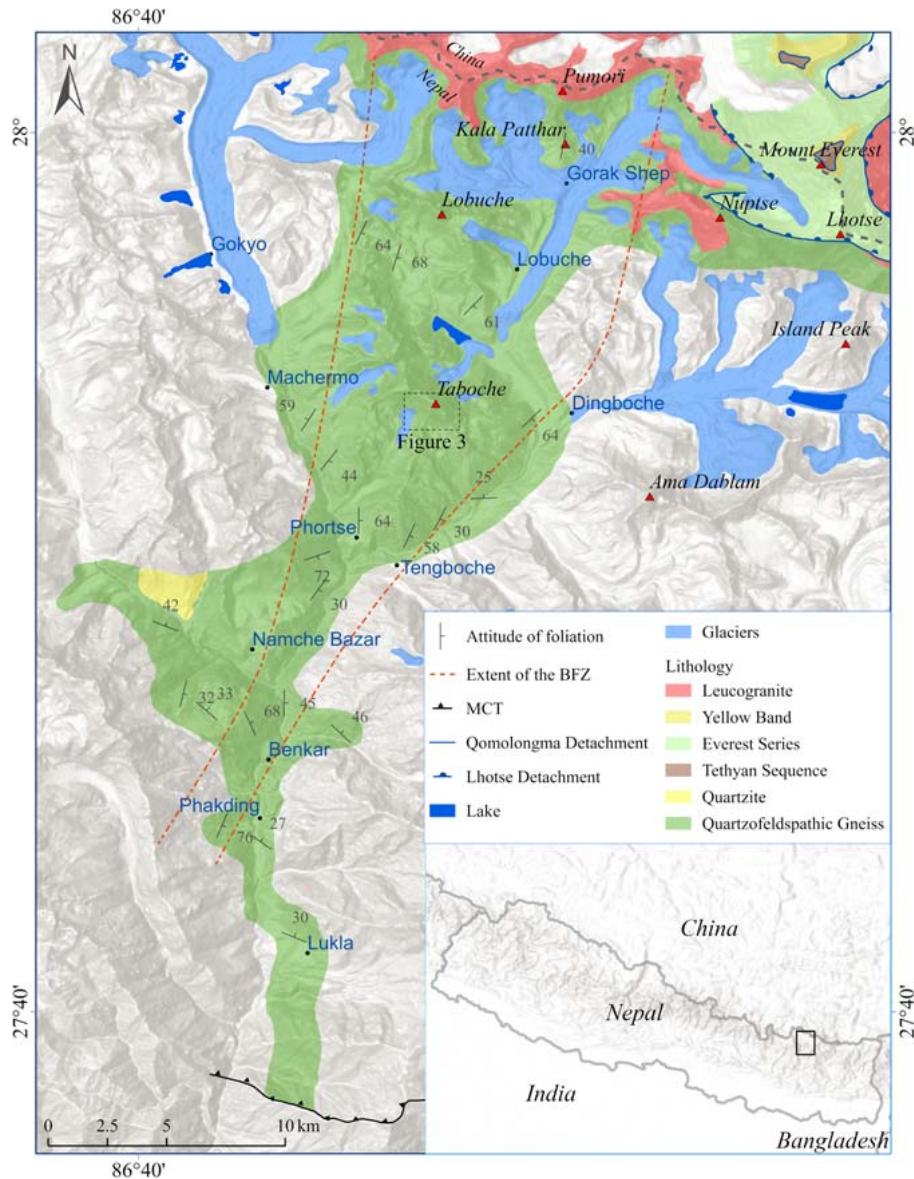 86°40'
N
China
Nepal
Pumori
28°
28°
Kala Patthar
40
Mount Everest
Gorak Shep
Lobuche
Nuptse
Lhotse
64
68
Gokyo
Lobuche
61
Island Peak
Machermo
59
Taboche
Dingboche
Figure 3
64
44
25
Ama Dablam
Phortse
64
30
58
Tengboche
72
30
42
Namche Bazar
32
33
68
45
46
Benkar
Phakding
27
76
30
Lukla
Attitude of foliation
Extent of the BFZ
MCT
Qomolongma Detachment
Lhotse Detachment
Lake
Glaciers
Lithology
Leucogranite
Yellow Band
Everest Series
Tethyan Sequence
Quartzite
Quartzofeldspathic Gneiss
China
Nepal
India
Bangladesh
27°40'
27°40'
0 2.5 5 10 km
86°40'